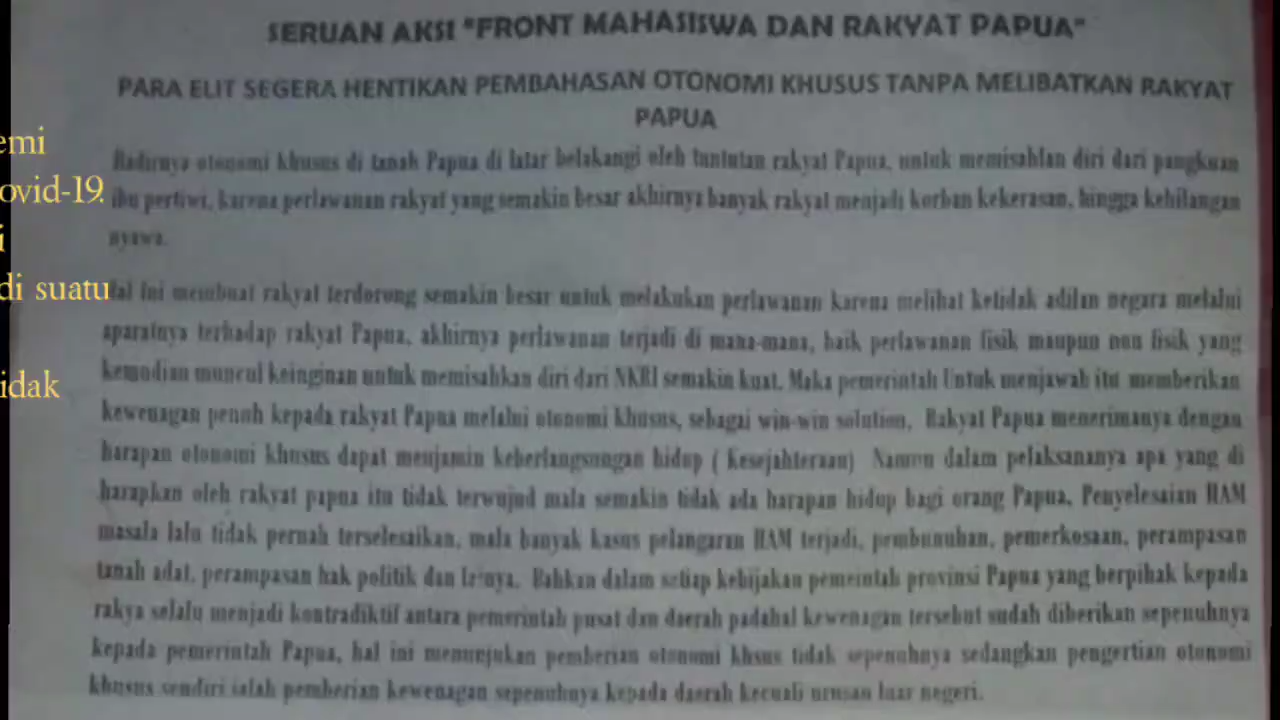 SERUAN AKSI "FRONT MAHASISWA DAN RAKYAT PAPUA"
PARA ELIT SEGERA HENTIKAN PEMBAHASAN OTONOMI KHUSUS TANPA MELIBATKAN RAKYAT
PAPUA
Hadirnya otonomi khusus di tanah Papua di latar belakangi oleh tuntutan rakyat Papua, untuk memisahlan diri dari pangkuan
ibu pertiwi, karena perlawanan rakyat yang semakin besar akhirnya banyak rakyat menjadi korban kekerasan, hingga kehilangan
nyawa.
Hal ini membuat rakyat terdorong semakin besar untuk melakukan perlawanan karena melihat ketidak adilan negara melalui
aparatnya terhadap rakyat Papua, akhirnya perlawanan terjadi di mana-mana, baik perlawanan fisik maupun non fisik yang
kemudian muncul keinginan untuk memisahkan diri dari NKRI semakin kuat. Maka pemerintah Untuk menjawab itu memberikan
kewenagan penuh kepada rakyat Papua melalui otonomi khusus, sebagai win-win solution. Rakyat Papua menerimanya dengan
harapan otonomi khusus dapat menjamin keberlangsungan hidup ( Kesejahteraan) Namun dalam pelaksananya apa yang di
harapkan oleh rakyat papua itu tidak terwujud mala semakin tidak ada harapan hidup bagi orang Papua. Penyelesaian HAM
masala lalu tidak pernah terselesaikan, mala banyak kasus pelangaran HAM terjadi, pembunuhan, pemerkosaan, perampasan
tanah adat, perampasan hak politik dan Bahkan dalam setiap kebijakan pemeintah provinsi Papua yang berpihak kepada
rakya selalu menjadi kontradiktif antara pemerintah pusat dan daerah padahal kewenagan tersebut sudah diberikan sepenuhnya
kepada pemerintah Papua, hal ini menunjukan pemberian otonomi khsus tidak sepenuhnya sedangkan pengertian otonomi
khusus sendiri ialah pemberian kewenagan sepenuhnya kepada daerah kecuali urusan luar negeri.
emi
ovid-19.
i
di suatu
idak